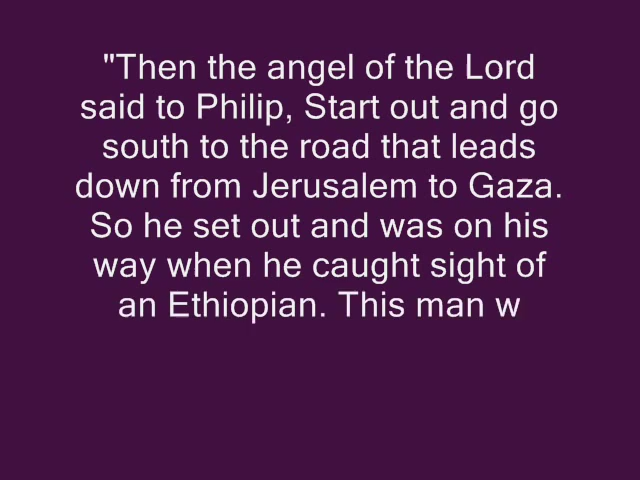 "Then the angel of the Lord
said to Philip, Start out and go
south to the road that leads
down from Jerusalem to Gaza.
So he set out and was on his
way when he caught sight of
an Ethiopian. This man w